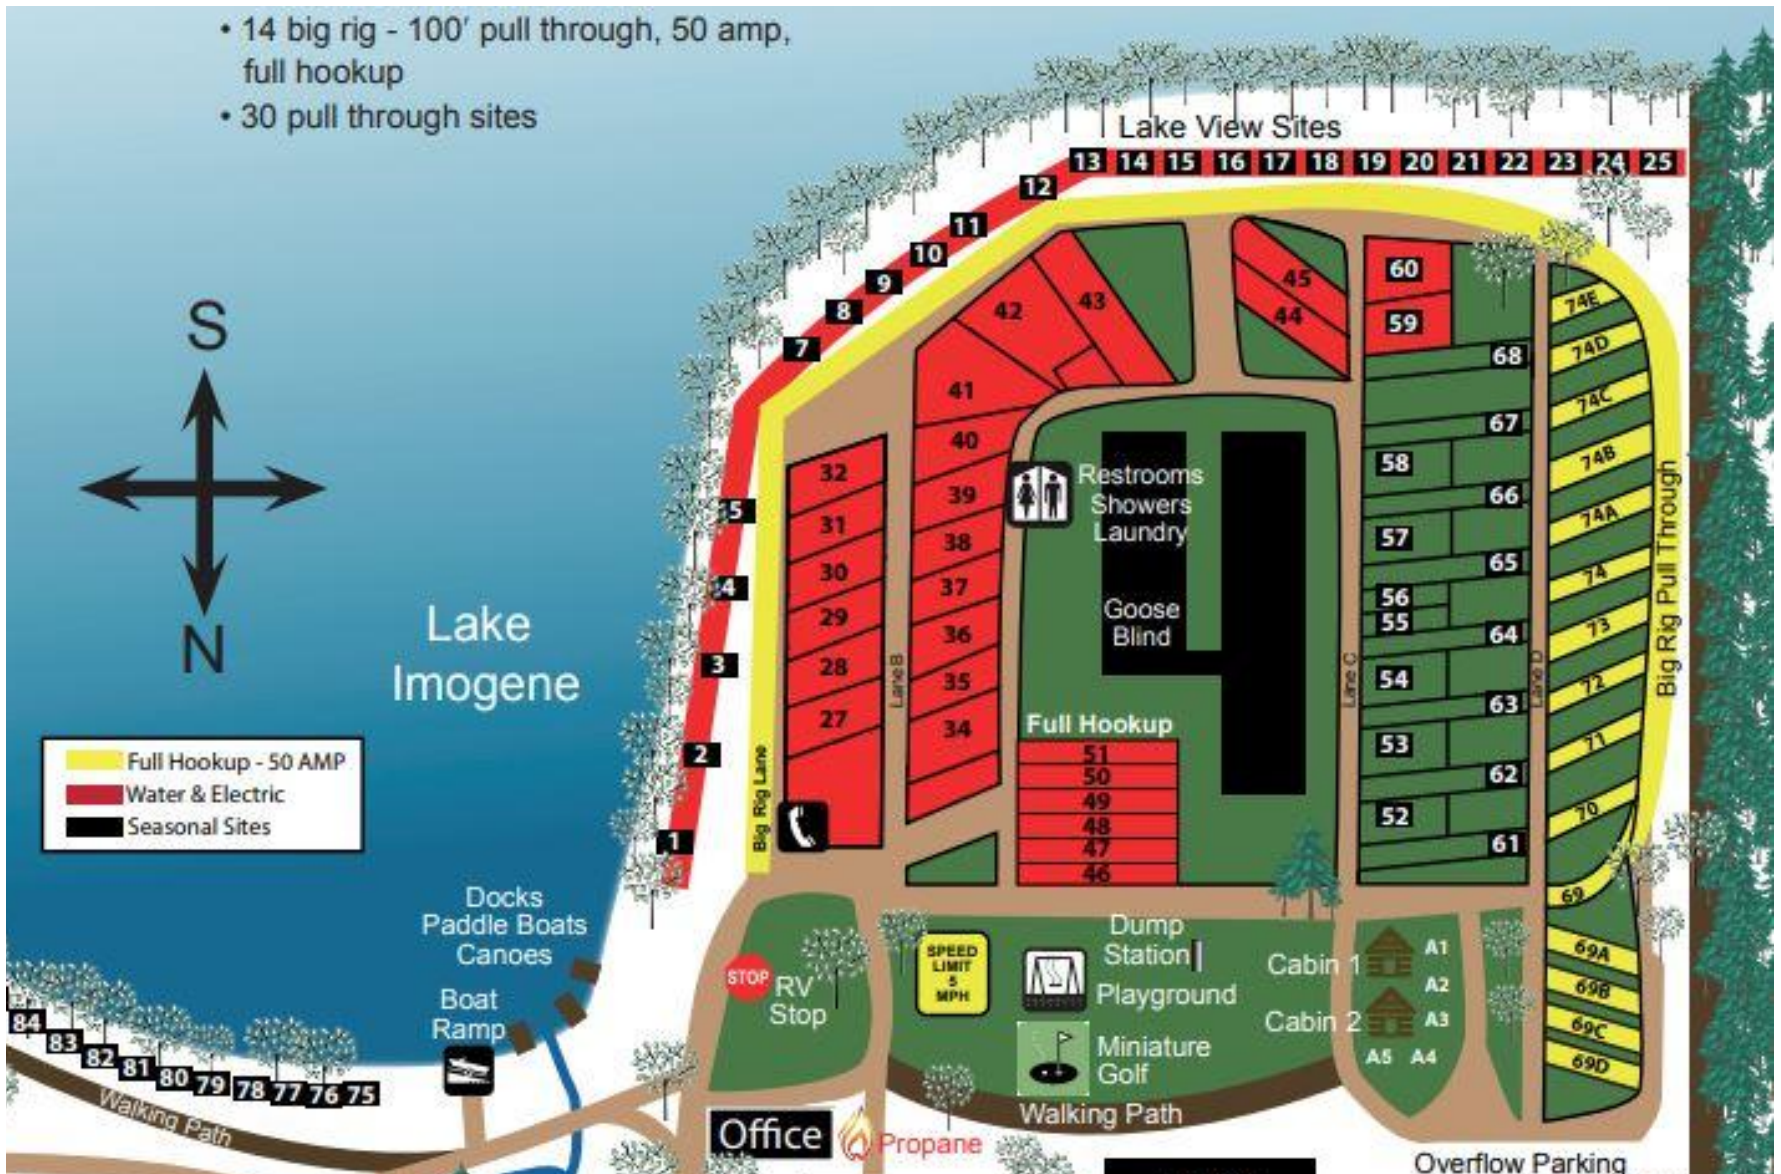 • 14 big rig - 100' pull through, 50 amp,
full hookup
• 30 pull through sites
Lake View Sites
13 14 15 16 17 18 19 20 21 22 23 24 25
12
11
10
9
8
7
5
4
3
2
1
S
N
Lake
Imogene
Full Hookup - 50 AMP
Water & Electric
Seasonal Sites
Big Rig Lane
32
31
30
29
28
27
Lane B
43
42
41
40
39
38
37
36
35
34
45
44
Restrooms
Showers
Laundry
Goose
Blind
Full Hookup
51
50
49
48
47
46
Lane C
60
59
58
57
56
55
54
53
52
68
67
66
65
64
63
62
61
Lane D
74E
74D
74C
74B
74A
74
73
72
71
70
69
69A
69B
69C
69D
Big Rig Pull Through
Docks
Paddle Boats
Canoes
Boat
Ramp
84 83 82 81 80 79 78 77 76 75
Walking Path
STOP
RV
Stop
SPEED
LIMIT
5
MPH
Dump
Station
Playground
Miniature
Golf
Walking Path
Cabin 1
Cabin 2
A1
A2
A3
A5 A4
Office
Propane
Overflow Parking